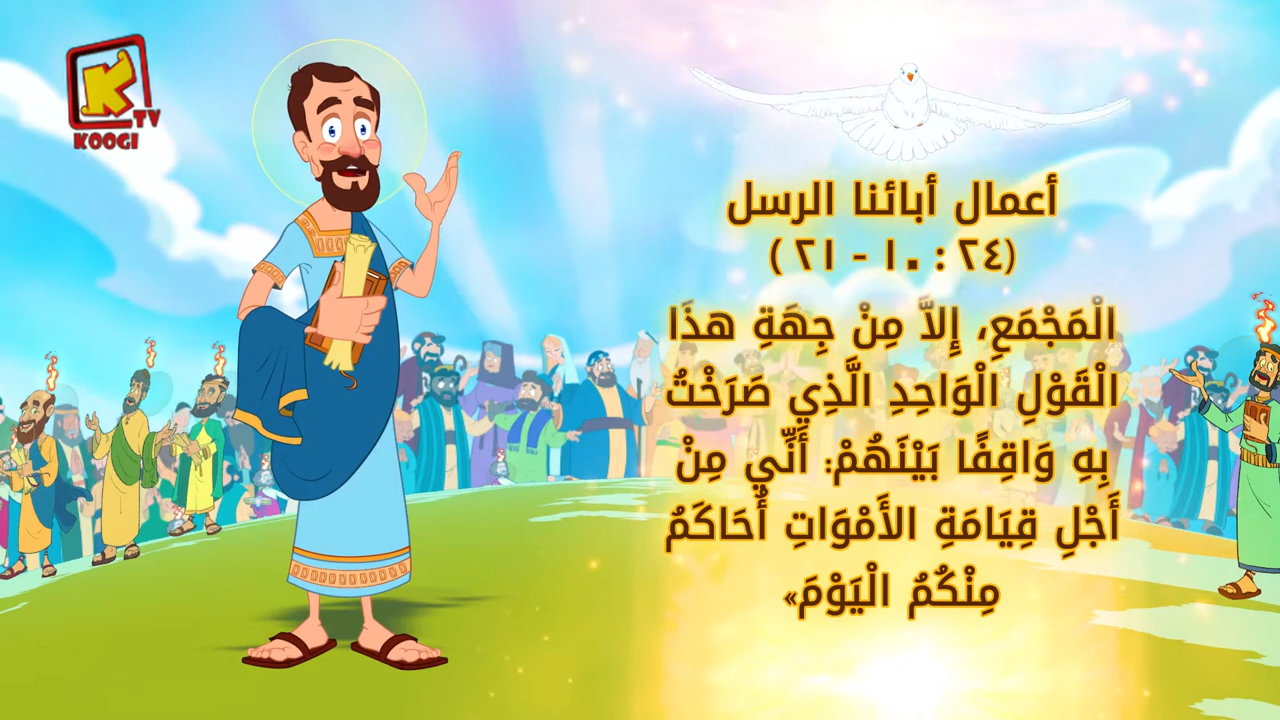 K TV
KOOGI
أعمال أبائنا الرسل
(٢٤ : ١٠ - ٢١ )
الْمَجْمَعِ، إِلاَّ مِنْ جِهَةِ هذَا
الْقَوْلِ الْوَاحِدِ الَّذِي صَرَخْتُ
بِهِ وَاقِفًا بَيْنَهُمْ: أَنِّي مِنْ
أَجْلِ قِيَامَةِ الأَمْوَاتِ أُحَاكَمُ
مِنْكُمُ الْيَوْمَ»